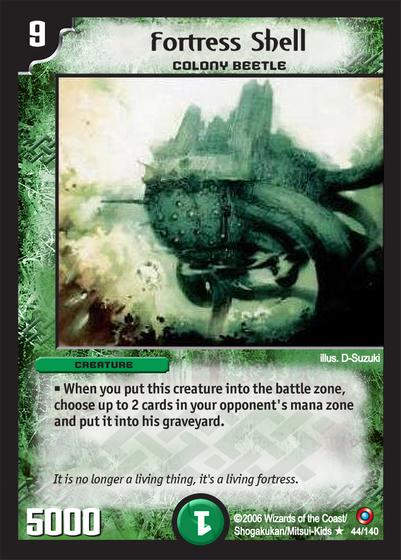 9
Fortress Shell
COLONY BEETLE
illus. D-Suzuki
CREATURE
▪ When you put this creature into the battle zone,
choose up to 2 cards in your opponent's mana zone
and put it into his graveyard.
It is no longer a living thing, it's a living fortress.
5000
1
©2006 Wizards of the Coast/
Shogakukan/Mitsui-Kids ★ 44/140